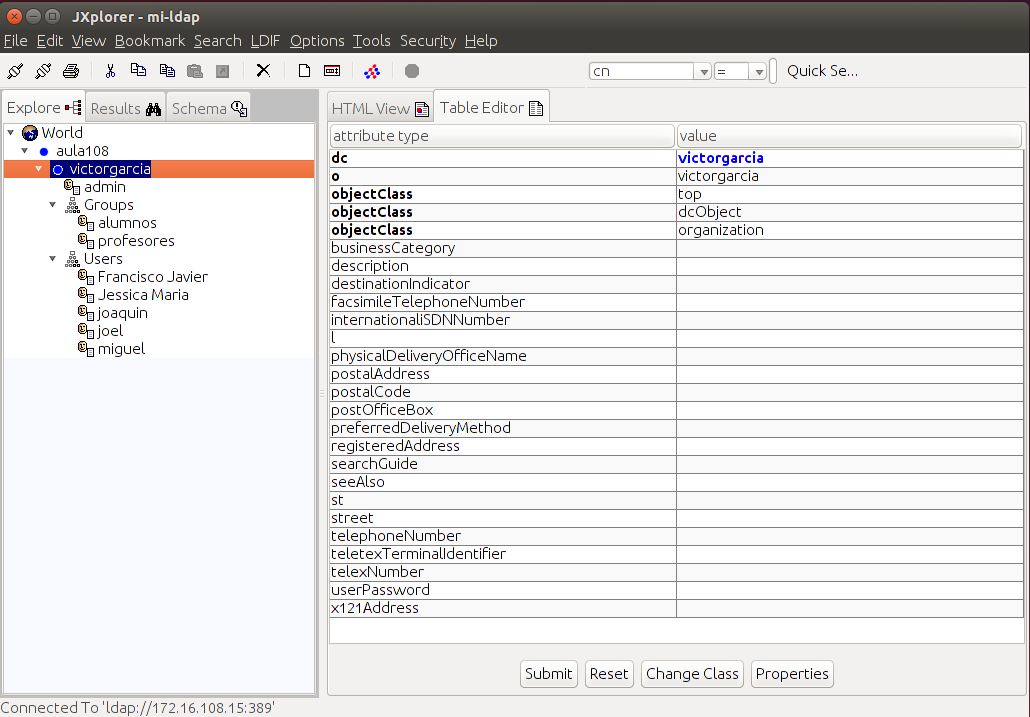 JXplorer - mi-ldap
File Edit View Bookmark Search LDIF Options Tools Security Help
cn = Quick Se...
Explore Results Schema
World
aula108
victorgarcia
admin
Groups
alumnos
profesores
Users
Francisco Javier
Jessica Maria
joaquin
joel
miguel
HTML View Table Editor
attribute type value
dc victorgarcia
o victorgarcia
objectClass top
objectClass dcObject
objectClass organization
businessCategory
description
destinationIndicator
facsimileTelephoneNumber
internationaliSDNNumber
l
physicalDeliveryOfficeName
postalAddress
postalCode
postOfficeBox
preferredDeliveryMethod
registeredAddress
searchGuide
seeAlso
st
street
telephoneNumber
teletexTerminalIdentifier
telexNumber
userPassword
x121Address
Submit Reset Change Class Properties
Connected To 'ldap://172.16.108.15:389'